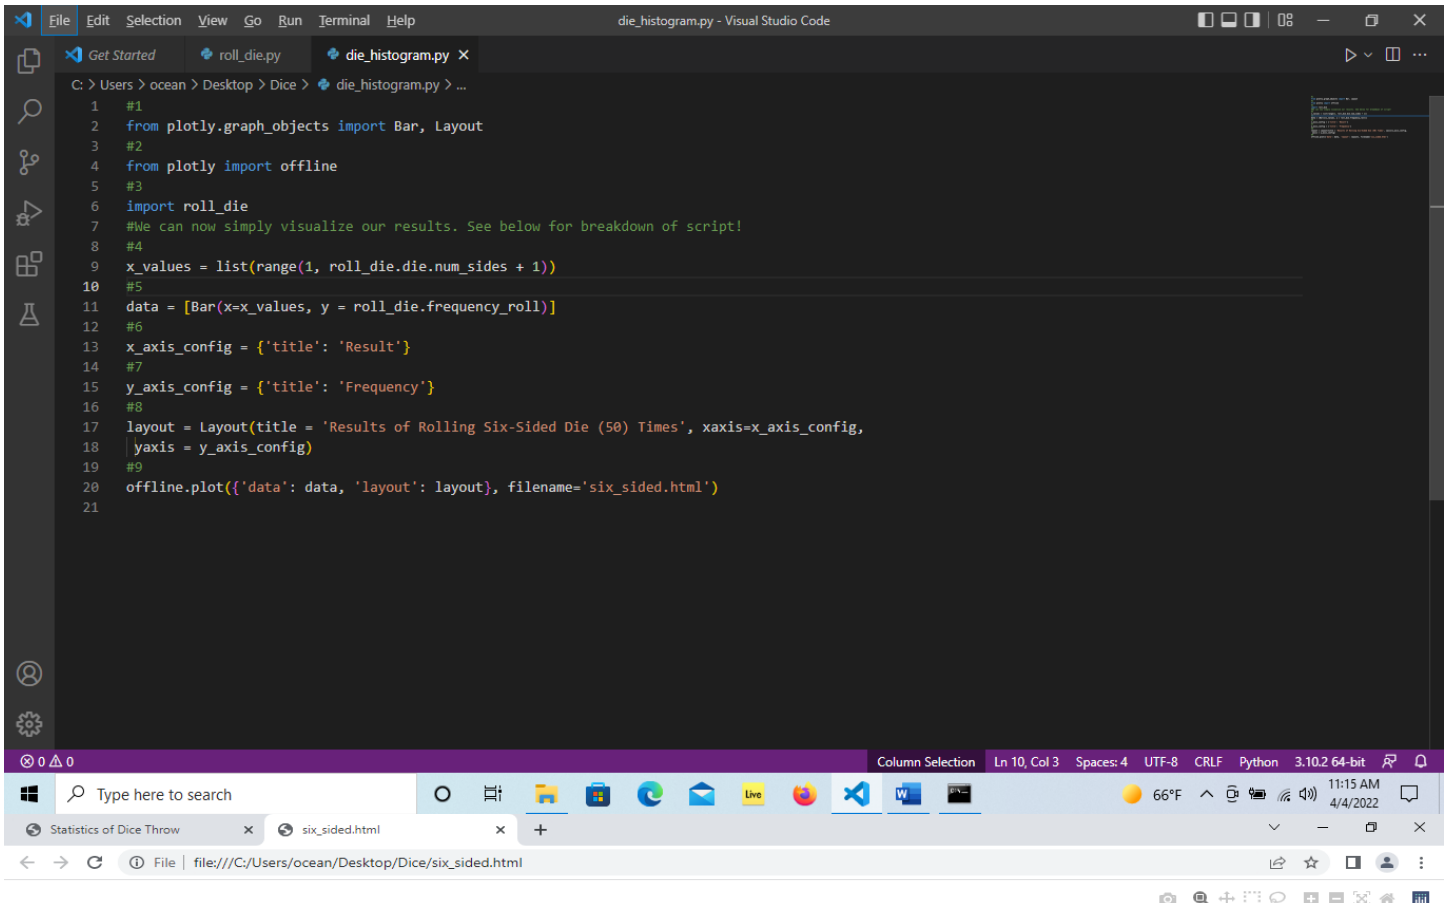 File Edit Selection View Go Run Terminal Help die_histogram.py - Visual Studio Code
Get Started roll_die.py die_histogram.py
C: > Users > ocean > Desktop > Dice > die_histogram.py > ...
1 #1
2 from plotly.graph_objects import Bar, Layout
3 #2
4 from plotly import offline
5 #3
6 import roll_die
7 #We can now simply visualize our results. See below for breakdown of script!
8 #4
9 x_values = list(range(1, roll_die.die.num_sides + 1))
10 #5
11 data = [Bar(x=x_values, y = roll_die.frequency_roll)]
12 #6
13 x_axis_config = {'title': 'Result'}
14 #7
15 y_axis_config = {'title': 'Frequency'}
16 #8
17 layout = Layout(title = 'Results of Rolling Six-Sided Die (50) Times', xaxis=x_axis_config,
18 yaxis = y_axis_config)
19 #9
20 offline.plot({'data': data, 'layout': layout}, filename='six_sided.html')
21
0 0 Column Selection Ln 10, Col 3 Spaces: 4 UTF-8 CRLF Python 3.10.2 64-bit
Type here to search Live W 66°F 11:15 AM
4/4/2022
Statistics of Dice Throw six_sided.html
File file:///C:/Users/ocean/Desktop/Dice/six_sided.html